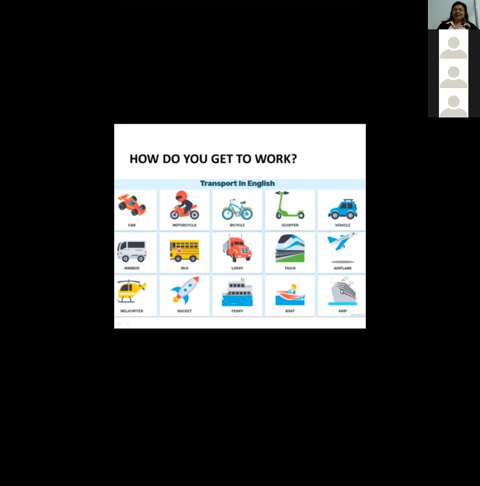 HOW DO YOU GET TO WORK?
Transport In English
CAR MOTORCYCLE BICYCLE SCOOTER VEHICLE
MINIBUS BUS LORRY TRAIN AIRPLANE
HELICOPTER ROCKET FERRY BOAT SHIP